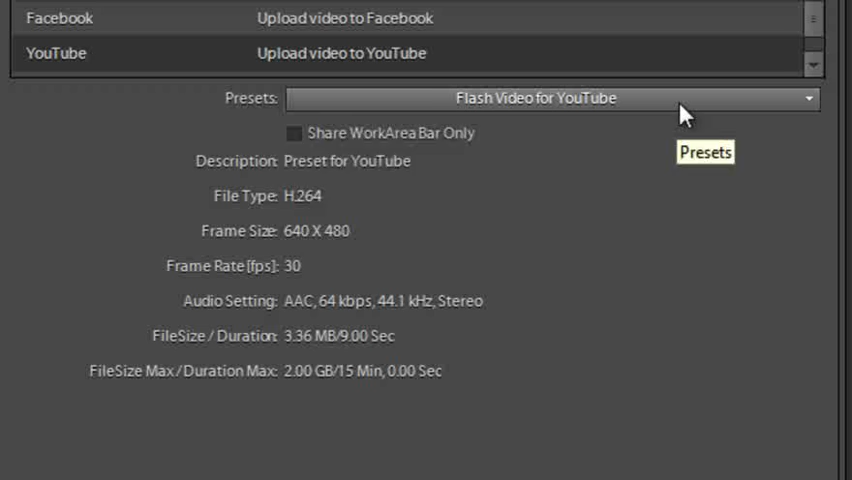 Facebook Upload video to Facebook
YouTube Upload video to YouTube
Presets: Flash Video for YouTube
Share WorkArea Bar Only
Presets
Description: Preset for YouTube
File Type: H.264
Frame Size: 640 X 480
Frame Rate [fps]: 30
Audio Setting: AAC, 64 kbps, 44.1 kHz, Stereo
FileSize / Duration: 3.36 MB/9.00 Sec
FileSize Max / Duration Max: 2.00 GB/15 Min, 0.00 Sec